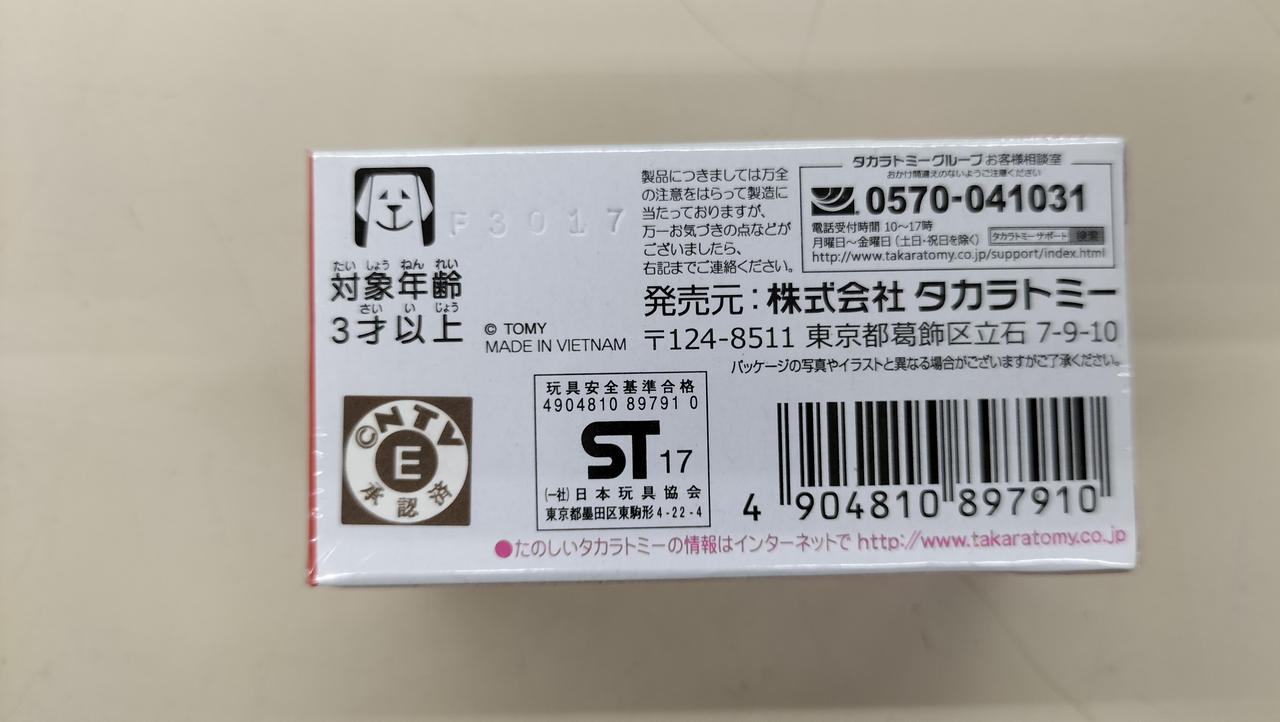 F3017
たい しょう ねん れい
対象年齢
さい い じょう
3才以上
© TOMY
MADE IN VIETNAM
製品につきましては万全
の注意をはらって製造に
当たっておりますが、
万一お気づきの点などが
ございましたら、
右記までご連絡ください。
タカラトミーグループ お客様相談室
おかけ間違えのないようご注意ください
0570-041031
電話受付時間 10〜17時
月曜日〜金曜日(土日・祝日を除く)
タカラトミーサポート 検索
http://www.takaratomy.co.jp/support/index.html
発売元:株式会社 タカラトミー
〒124-8511 東京都葛飾区立石 7-9-10
パッケージの写真やイラストと異なる場合がございますがご了承ください。
©NTV
E
承認済
玩具安全基準合格
4904810 89791 0
ST 17
(一社)日本玩具協会
東京都墨田区東駒形4-22-4
4 904810 897910
●たのしいタカラトミーの情報はインターネットで http://www.takaratomy.co.jp